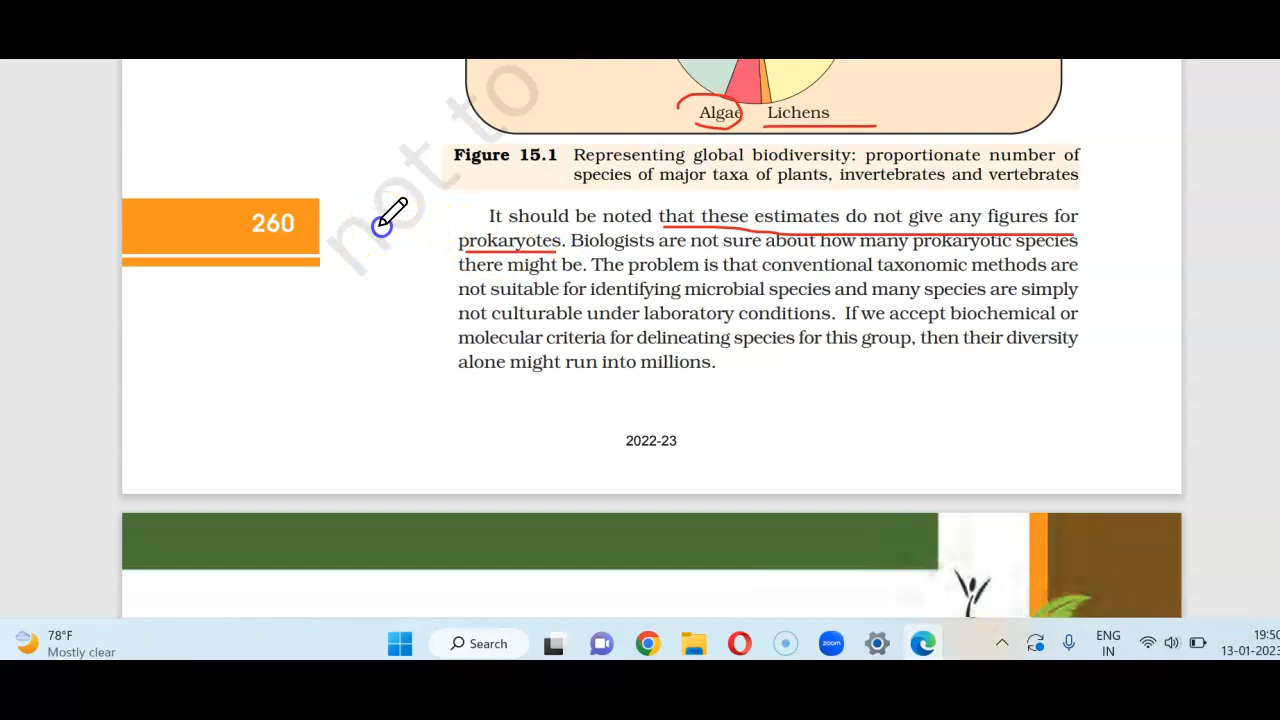 Algae Lichens
Figure 15.1 Representing global biodiversity: proportionate number of
species of major taxa of plants, invertebrates and vertebrates
not to
260
It should be noted that these estimates do not give any figures for
prokaryotes. Biologists are not sure about how many prokaryotic species
there might be. The problem is that conventional taxonomic methods are
not suitable for identifying microbial species and many species are simply
not culturable under laboratory conditions. If we accept biochemical or
molecular criteria for delineating species for this group, then their diversity
alone might run into millions.
2022-23
78°F
Mostly clear
Search
zoom
ENG
IN
19:50
13-01-2023